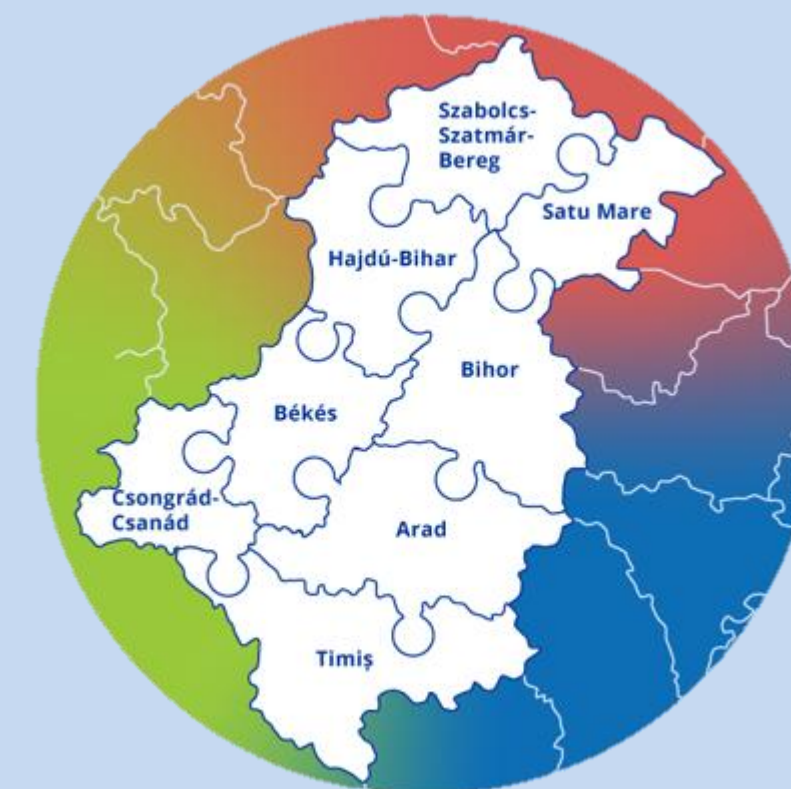 Szabolcs-
Szatmár-
Bereg
Satu Mare
Hajdú-Bihar
Bihor
Békés
Csongrád-
Csanád
Arad
Timiș